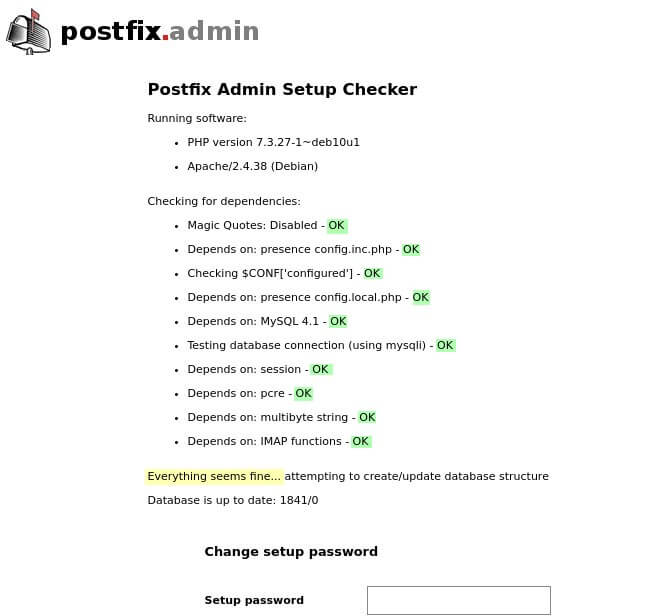 postfix.admin
Postfix Admin Setup Checker
Running software:
• PHP version 7.3.27-1~deb10u1
• Apache/2.4.38 (Debian)
Checking for dependencies:
• Magic Quotes: Disabled - OK
• Depends on: presence config.inc.php - OK
• Checking $CONF['configured'] - OK
• Depends on: presence config.local.php - OK
• Depends on: MySQL 4.1 - OK
• Testing database connection (using mysqli) - OK
• Depends on: session - OK
• Depends on: pcre - OK
• Depends on: multibyte string - OK
• Depends on: IMAP functions - OK
Everything seems fine... attempting to create/update database structure
Database is up to date: 1841/0
Change setup password
Setup password